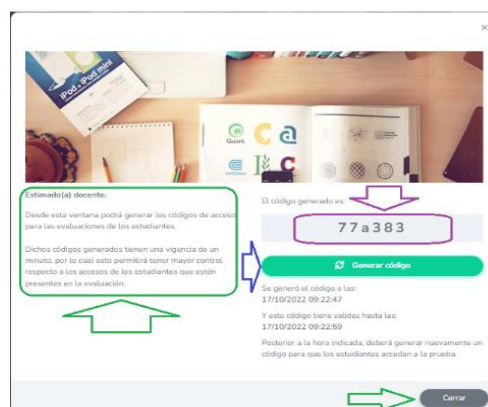 ×
iPod & iPod mini
Quark
Estimado(a) docente:
Desde esta ventana podrá generar los códigos de acceso
para las evaluaciones de los estudiantes.
Dichos códigos generados tienen una vigencia de un
minuto, por lo cual esto permitirá tener mayor control
respecto a los accesos de los estudiantes que estén
presentes en la evaluación.
El código generado es:
77a383
Generar código
Se generó el código a las:
17/10/2022 09:22:47
Y este código tiene validez hasta las:
17/10/2022 09:22:59
Posterior a la hora indicada, deberá generar nuevamente un
código para que los estudiantes accedan a la prueba.
Cerrar